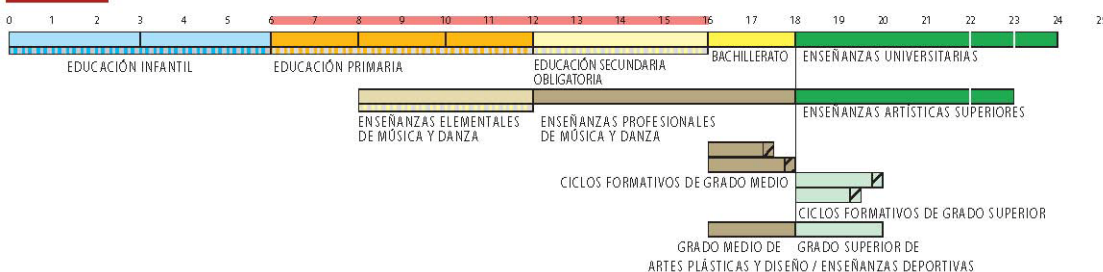 0 1 2 3 4 5 6 7 8 9 10 11 12 13 14 15 16 17 18 19 20 21 22 23 24
EDUCACIÓN INFANTIL EDUCACIÓN PRIMARIA EDUCACIÓN SECUNDARIA OBLIGATORIA BACHILLERATO ENSEÑANZAS UNIVERSITARIAS
ENSEÑANZAS ELEMENTALES
DE MÚSICA Y DANZA
ENSEÑANZAS PROFESIONALES
DE MÚSICA Y DANZA
ENSEÑANZAS ARTÍSTICAS SUPERIORES
CICLOS FORMATIVOS DE GRADO MEDIO
CICLOS FORMATIVOS DE GRADO SUPERIOR
GRADO MEDIO DE GRADO SUPERIOR DE
ARTES PLÁSTICAS Y DISEÑO / ENSEÑANZAS DEPORTIVAS